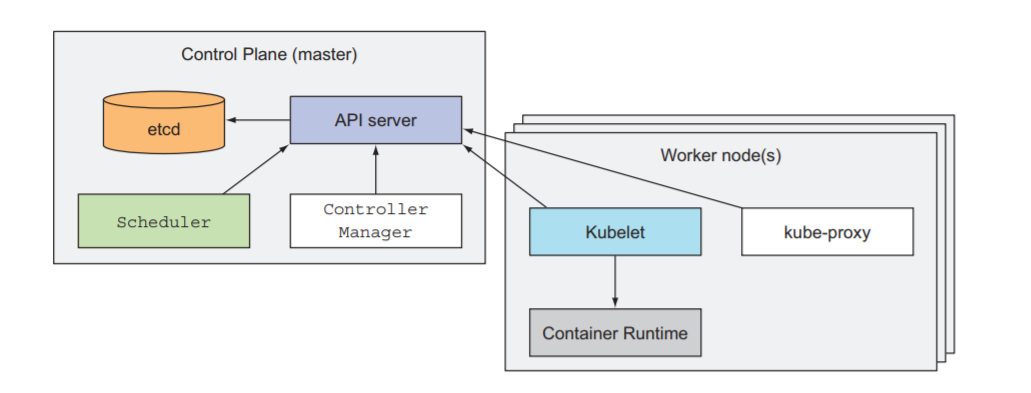 Control Plane (master)
etcd
API server
Scheduler
Controller
Manager
Worker node(s)
Kubelet
kube-proxy
Container Runtime